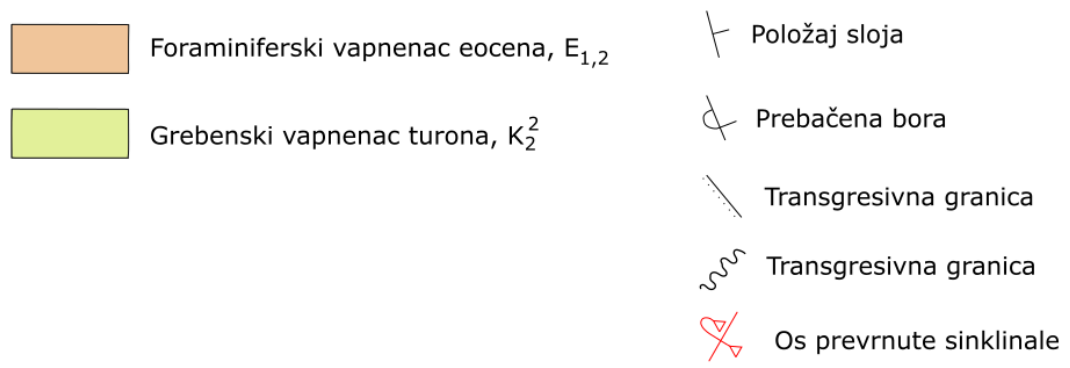 Foraminiferski vapnenac eocena, E1,2
Grebenski vapnenac turona, K22
Položaj sloja
Prebačena bora
Transgresivna granica
Transgresivna granica
Os prevrnute sinklinale